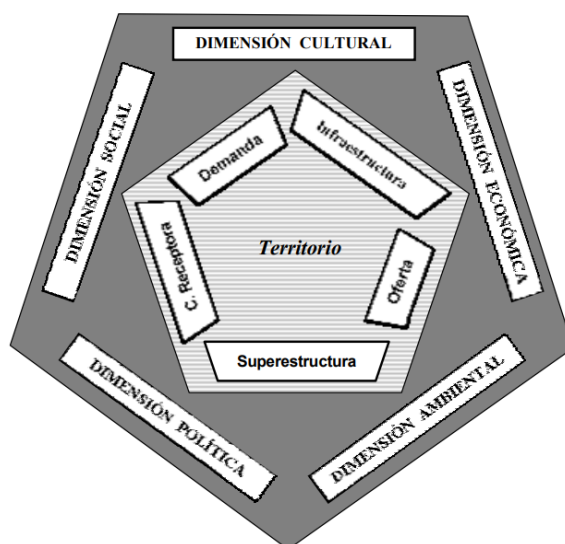 DIMENSIÓN CULTURAL
DIMENSIÓN SOCIAL
DIMENSIÓN ECONÓMICA
Demanda
Infraestructura
C. Receptora
Territorio
Oferta
Superestructura
DIMENSIÓN POLÍTICA
DIMENSIÓN AMBIENTAL